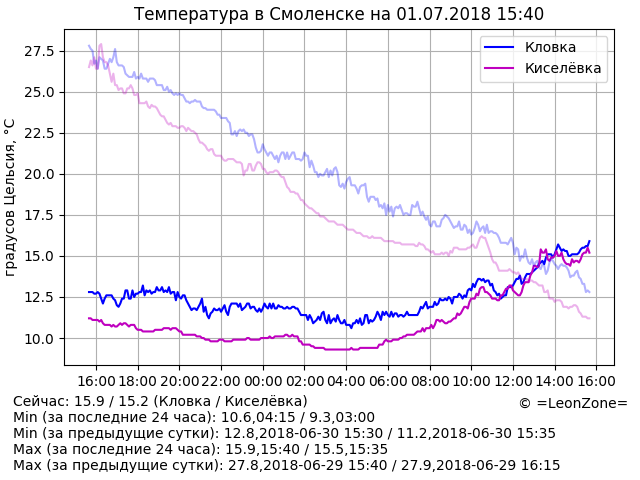 Температура в Смоленске на 01.07.2018 15:40
градусов Цельсия, °C
27.5
25.0
22.5
20.0
17.5
15.0
12.5
10.0
Кловка
Киселёвка
16:00 18:00 20:00 22:00 00:00 02:00 04:00 06:00 08:00 10:00 12:00 14:00 16:00
Сейчас: 15.9 / 15.2 (Кловка / Киселёвка)
© =LeonZone=
Min (за последние 24 часа): 10.6,04:15 / 9.3,03:00
Min (за предыдущие сутки): 12.8,2018-06-30 15:30 / 11.2,2018-06-30 15:35
Max (за последние 24 часа): 15.9,15:40 / 15.5,15:35
Max (за предыдущие сутки): 27.8,2018-06-29 15:40 / 27.9,2018-06-29 16:15